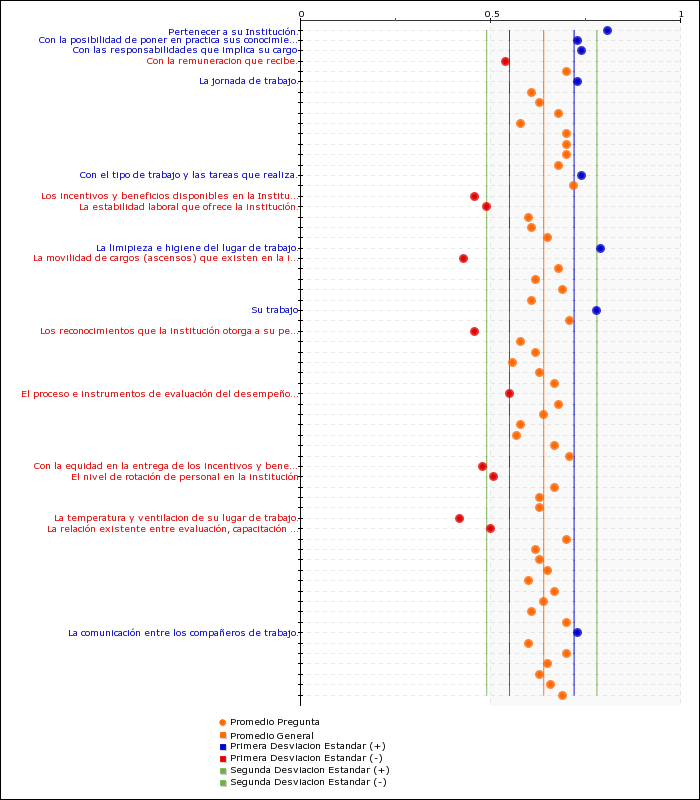 0 0.5 1
Pertenecer a su Institución.
Con la posibilidad de poner en practica sus conocimie...
Con las responsabilidades que implica su cargo
Con la remuneracion que recibe.
La jornada de trabajo.
Con el tipo de trabajo y las tareas que realiza.
Los incentivos y beneficios disponibles en la Institu...
La estabilidad laboral que ofrece la institución.
La limipieza e higiene del lugar de trabajo.
La movilidad de cargos (ascensos) que existen en la i...
Su trabajo
Los reconocimientos que la institución otorga a su pe...
El proceso e instrumentos de evaluación del desempeño...
Con la equidad en la entrega de los incentivos y bene...
El nivel de rotación de personal en la institución
La temperatura y ventilacion de su lugar de trabajo.
La relación existente entre evaluación, capacitación ...
La comunicación entre los compañeros de trabajo.
Promedio Pregunta
Promedio General
Primera Desviacion Estandar (+)
Primera Desviacion Estandar (-)
Segunda Desviacion Estandar (+)
Segunda Desviacion Estandar (-)